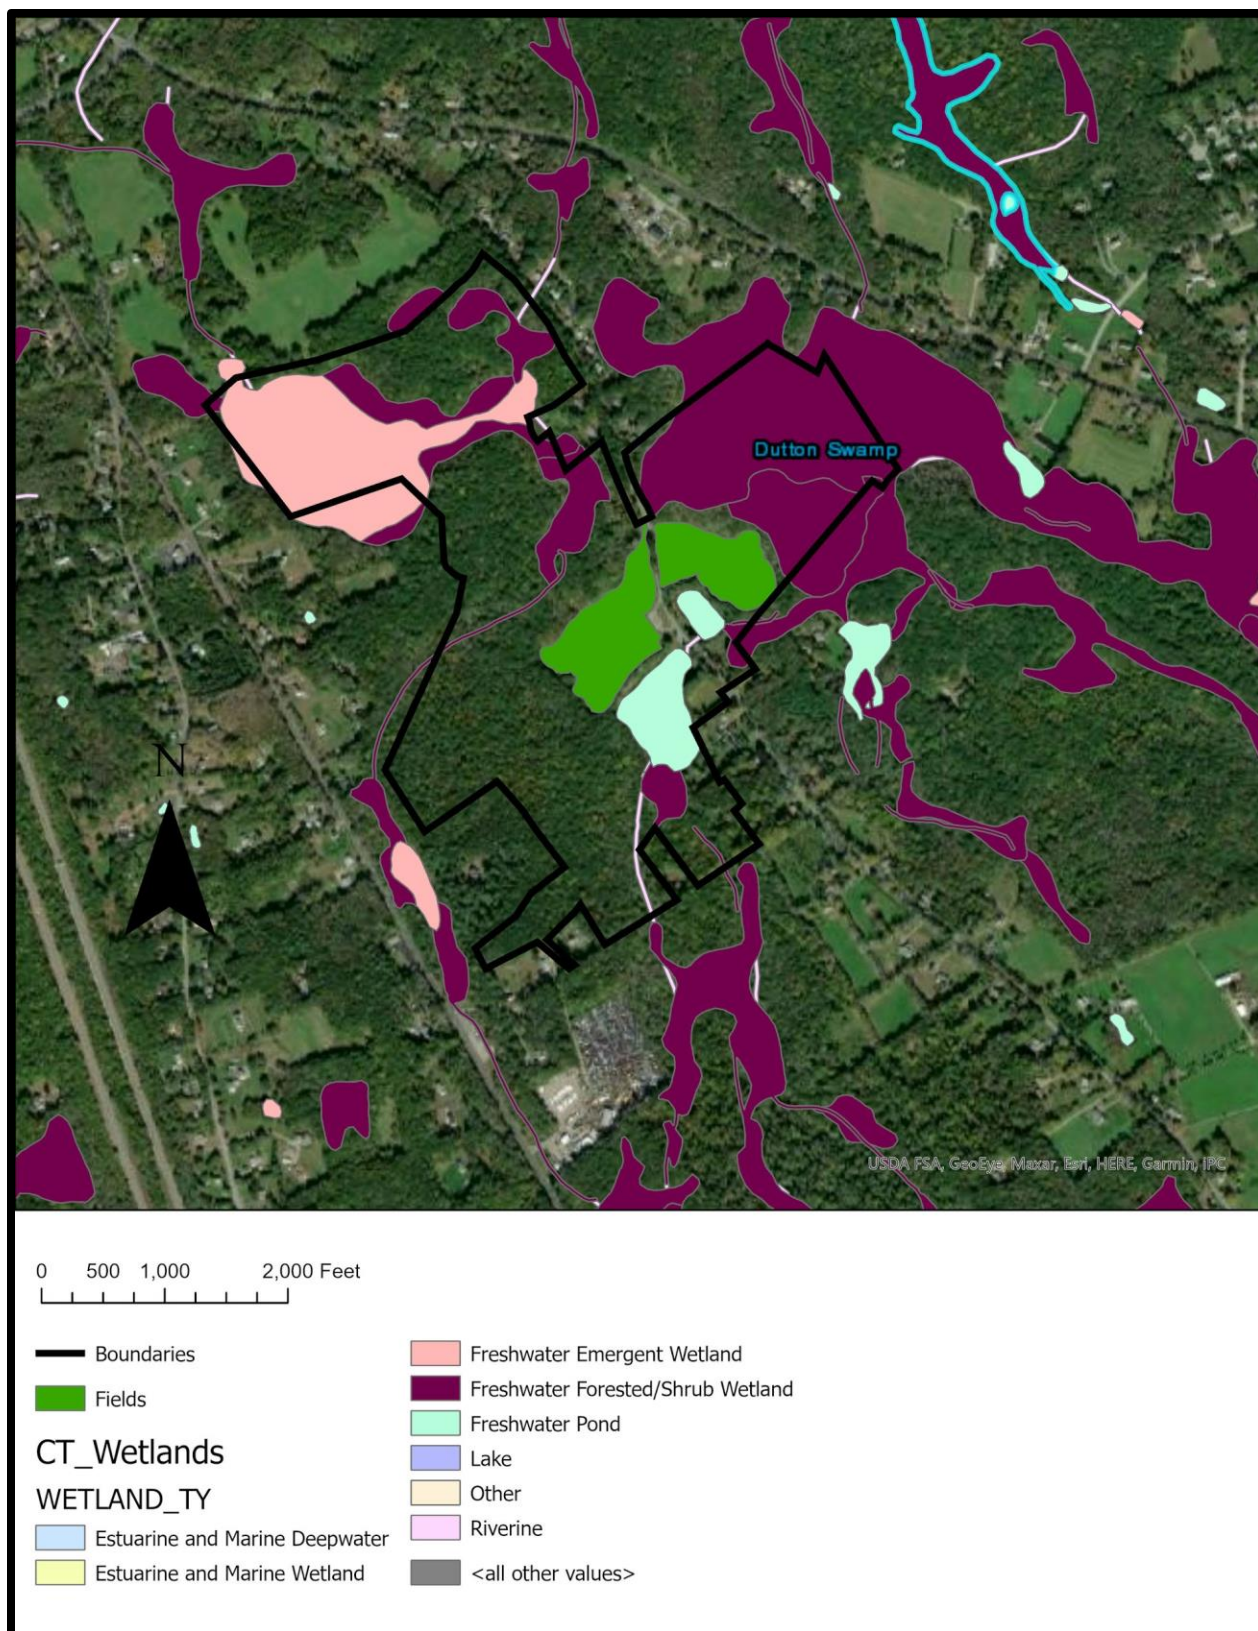 Dutton Swamp
N
USDA FSA, GeoEye, Maxar, Esri, HERE, Garmin, IPC
0 500 1,000 2,000 Feet
Boundaries
Fields
CT_Wetlands
WETLAND_TY
Estuarine and Marine Deepwater
Estuarine and Marine Wetland
Freshwater Emergent Wetland
Freshwater Forested/Shrub Wetland
Freshwater Pond
Lake
Other
Riverine
<all other values>